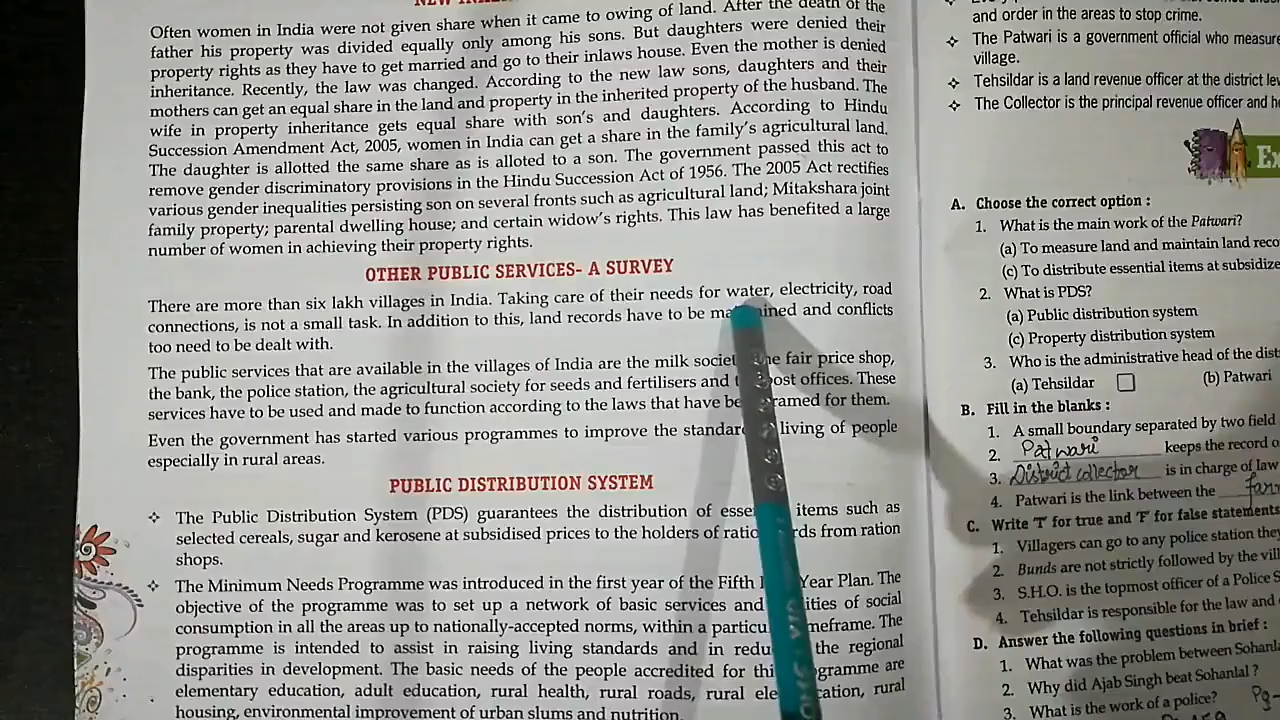 Often women in India were not given share when it came to owing of land. After the death of the
father his property was divided equally only among his sons. But daughters were denied their
property rights as they have to get married and go to their inlaws house. Even the mother is denied
inheritance. Recently, the law was changed. According to the new law sons, daughters and their
mothers can get an equal share in the land and property in the inherited property of the husband. The
wife in property inheritance gets equal share with son's and daughters. According to Hindu
Succession Amendment Act, 2005, women in India can get a share in the family's agricultural land.
The daughter is allotted the same share as is alloted to a son. The government passed this act to
remove gender discriminatory provisions in the Hindu Succession Act of 1956. The 2005 Act rectifies
various gender inequalities persisting son on several fronts such as agricultural land; Mitakshara joint
family property; parental dwelling house; and certain widow's rights. This law has benefited a large
number of women in achieving their property rights.
OTHER PUBLIC SERVICES- A SURVEY
There are more than six lakh villages in India. Taking care of their needs for water, electricity, road
connections, is not a small task. In addition to this, land records have to be and conflicts
too need to be dealt with.
The public services that are available in the villages of India are the milk fair price shop,
the bank, the police station, the agricultural society for seeds and fertilisers and offices. These
services have to be used and made to function according to the laws that have for them.
Even the government has started various programmes to improve the living of people
especially in rural areas.
PUBLIC DISTRIBUTION SYSTEM
❖ The Public Distribution System (PDS) guarantees the distribution of items such as
selected cereals, sugar and kerosene at subsidised prices to the holders of from ration
shops.
❖ The Minimum Needs Programme was introduced in the first year of the Fifth Year Plan. The
objective of the programme was to set up a network of basic services and of social
consumption in all the areas up to nationally-accepted norms, within a The
programme is intended to assist in raising living standards and in the regional
disparities in development. The basic needs of the people accredited for are
elementary education, adult education, rural health, rural roads, rural rural
housing, environmental improvement of urban slums and nutrition.
and order in the areas to stop crime.
❖ The Patwari is a government official who
village.
❖ Tehsildar is a land revenue officer at the district
❖ The Collector is the principal revenue officer and
A. Choose the correct option :
1. What is the main work of the Patwari?
(a) To measure land and maintain land
(c) To distribute essential items at
2. What is PDS?
(a) Public distribution system
(c) Property distribution system
3. Who is the administrative head of the
(a) Tehsildar (b) Patwari
B. Fill in the blanks :
1. A small boundary separated by two field
2. Patwari keeps the record
3. District collector is in charge of law
4. Patwari is the link between the
C. Write 'T' for true and 'F' for false statements
1. Villagers can go to any police station
2. Bunds are not strictly followed by the
3. S.H.O. is the topmost officer of a Police
4. Tehsildar is responsible for the law and
D. Answer the following questions in brief :
1. What was the problem between
2. Why did Ajab Singh beat Sohanlal ?
3. What is the work of a police?